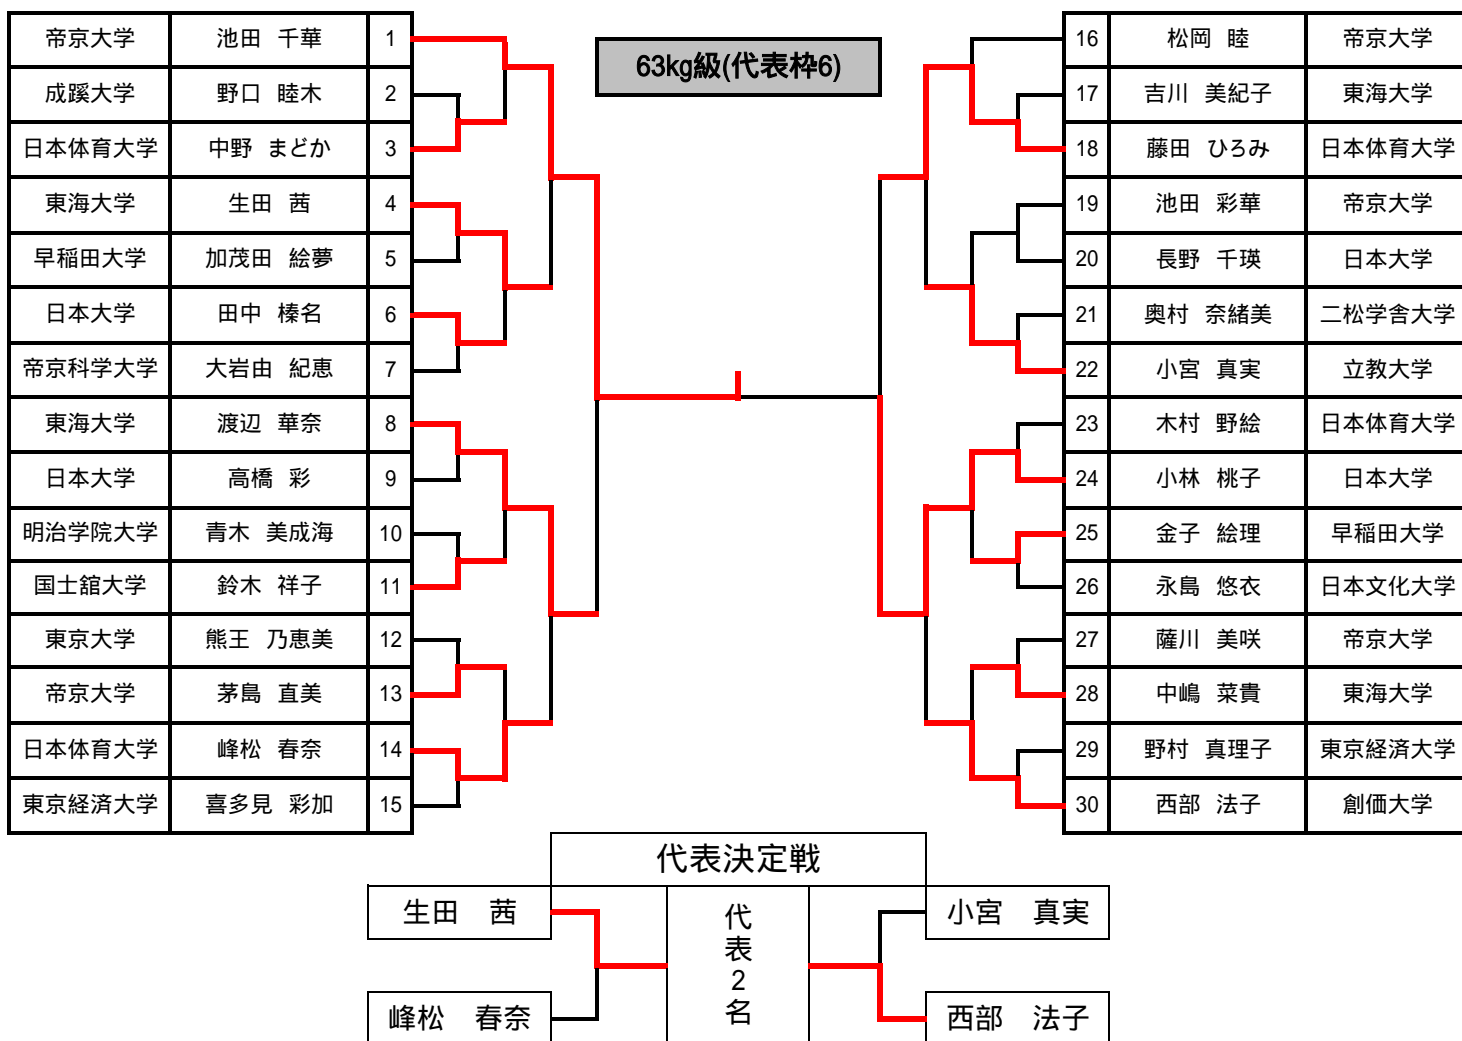 63kg級(代表枠6)
帝京大学 池田 千華 1
成蹊大学 野口 睦木 2
日本体育大学 中野 まどか 3
東海大学 生田 茜 4
早稲田大学 加茂田 絵夢 5
日本大学 田中 榛名 6
帝京科学大学 大岩由 紀恵 7
東海大学 渡辺 華奈 8
日本大学 高橋 彩 9
明治学院大学 青木 美成海 10
国士舘大学 鈴木 祥子 11
東京大学 熊王 乃恵美 12
帝京大学 茅島 直美 13
日本体育大学 峰松 春奈 14
東京経済大学 喜多見 彩加 15
16 松岡 睦 帝京大学
17 吉川 美紀子 東海大学
18 藤田 ひろみ 日本体育大学
19 池田 彩華 帝京大学
20 長野 千瑛 日本大学
21 奥村 奈緒美 二松学舎大学
22 小宮 真実 立教大学
23 木村 野絵 日本体育大学
24 小林 桃子 日本大学
25 金子 絵理 早稲田大学
26 永島 悠衣 日本文化大学
27 薩川 美咲 帝京大学
28 中嶋 菜貴 東海大学
29 野村 真理子 東京経済大学
30 西部 法子 創価大学
代表決定戦
生田 茜
峰松 春奈
代表2名
小宮 真実
西部 法子